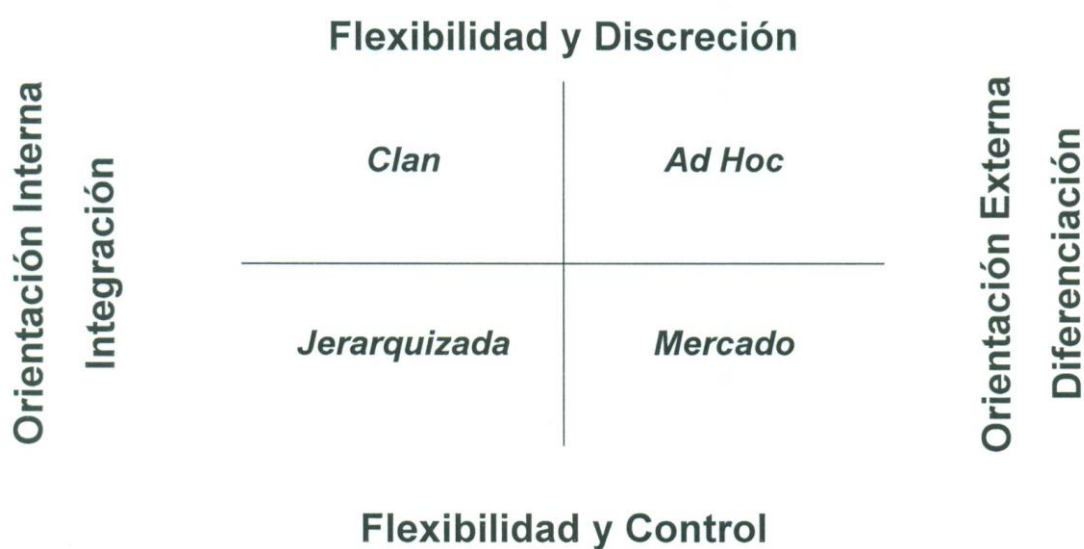 Flexibilidad y Discreción
Orientación Interna
Integración
Clan
Ad Hoc
Jerarquizada
Mercado
Orientación Externa
Diferenciación
Flexibilidad y Control